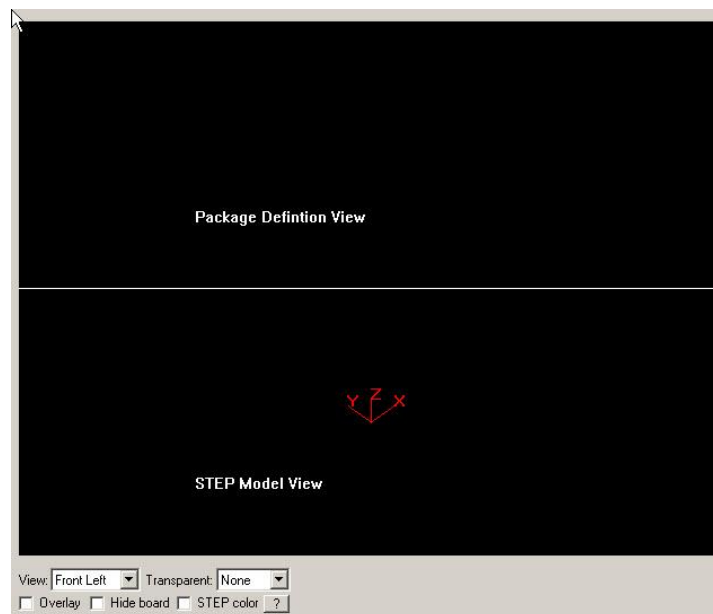 Package Defintion View
Y Z X
STEP Model View
View: Front Left Transparent: None
Overlay Hide board STEP color ?